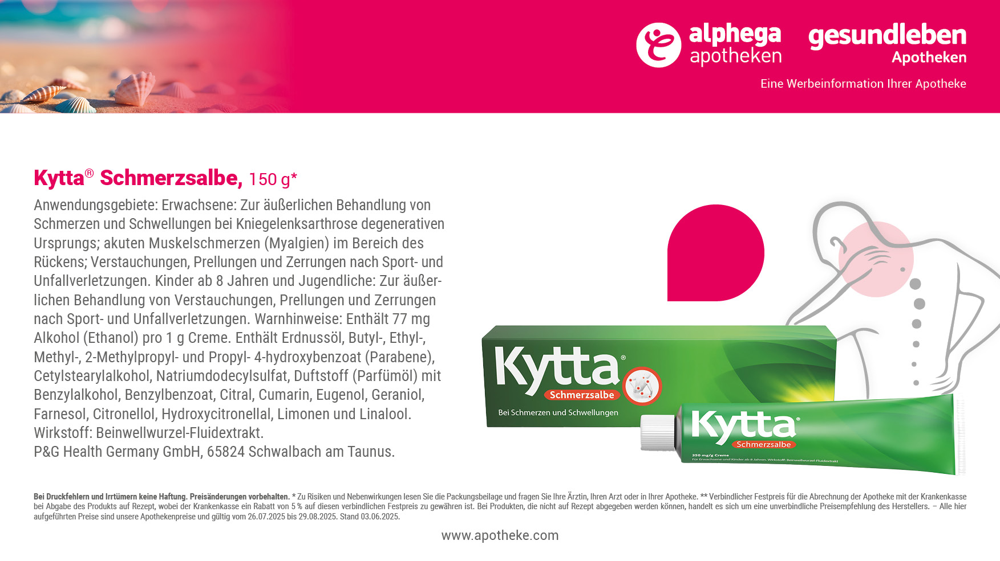 alphega
apotheken
gesundleben
Apotheken
Eine Werbeinformation Ihrer Apotheke
Kytta® Schmerzsalbe, 150 g*
Anwendungsgebiete: Erwachsene: Zur äußerlichen Behandlung von
Schmerzen und Schwellungen bei Kniegelenksarthrose degenerativen
Ursprungs; akuten Muskelschmerzen (Myalgien) im Bereich des
Rückens; Verstauchungen, Prellungen und Zerrungen nach Sport- und
Unfallverletzungen. Kinder ab 8 Jahren und Jugendliche: Zur äußer-
lichen Behandlung von Verstauchungen, Prellungen und Zerrungen
nach Sport- und Unfallverletzungen. Warnhinweise: Enthält 77 mg
Alkohol (Ethanol) pro 1 g Creme. Enthält Erdnussöl, Butyl-, Ethyl-,
Methyl-, 2-Methylpropyl- und Propyl- 4-hydroxybenzoat (Parabene),
Cetylstearylalkohol, Natriumdodecylsulfat, Duftstoff (Parfümöl) mit
Benzylalkohol, Benzylbenzoat, Citral, Cumarin, Eugenol, Geraniol,
Farnesol, Citronellol, Hydroxycitronellal, Limonen und Linalool.
Wirkstoff: Beinwellwurzel-Fluidextrakt.
P&G Health Germany GmbH, 65824 Schwalbach am Taunus.
Kytta®
Schmerzsalbe
Bei Schmerzen und Schwellungen
Kytta®
Schmerzsalbe
350 mg/g Creme
Für Erwachsene und Kinder ab 8 Jahren. Wirkstoff: Beinwellwurzel-Fluidextrakt
Bei Druckfehlern und Irrtümern keine Haftung. Preisänderungen vorbehalten. * Zu Risiken und Nebenwirkungen lesen Sie die Packungsbeilage und fragen Sie Ihre Ärztin, Ihren Arzt oder in Ihrer Apotheke. ** Verbindlicher Festpreis für die Abrechnung der Apotheke mit der Krankenkasse
bei Abgabe des Produkts auf Rezept, wobei der Krankenkasse ein Rabatt von 5 % auf diesen verbindlichen Festpreis zu gewähren ist. Bei Produkten, die nicht auf Rezept abgegeben werden können, handelt es sich um eine unverbindliche Preisempfehlung des Herstellers. – Alle hier
aufgeführten Preise sind unsere Apothekenpreise und gültig vom 26.07.2025 bis 29.08.2025. Stand 03.06.2025.
www.apotheke.com